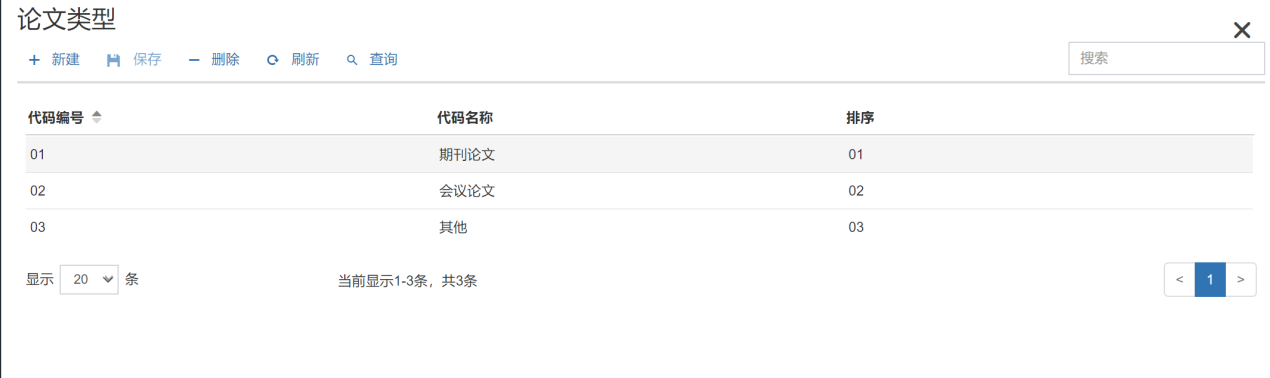 论文类型
新建 保存 删除 刷新 查询
搜索
代码编号 代码名称 排序
01 期刊论文 01
02 会议论文 02
03 其他 03
显示 20 条 当前显示1-3条，共3条 < 1 >